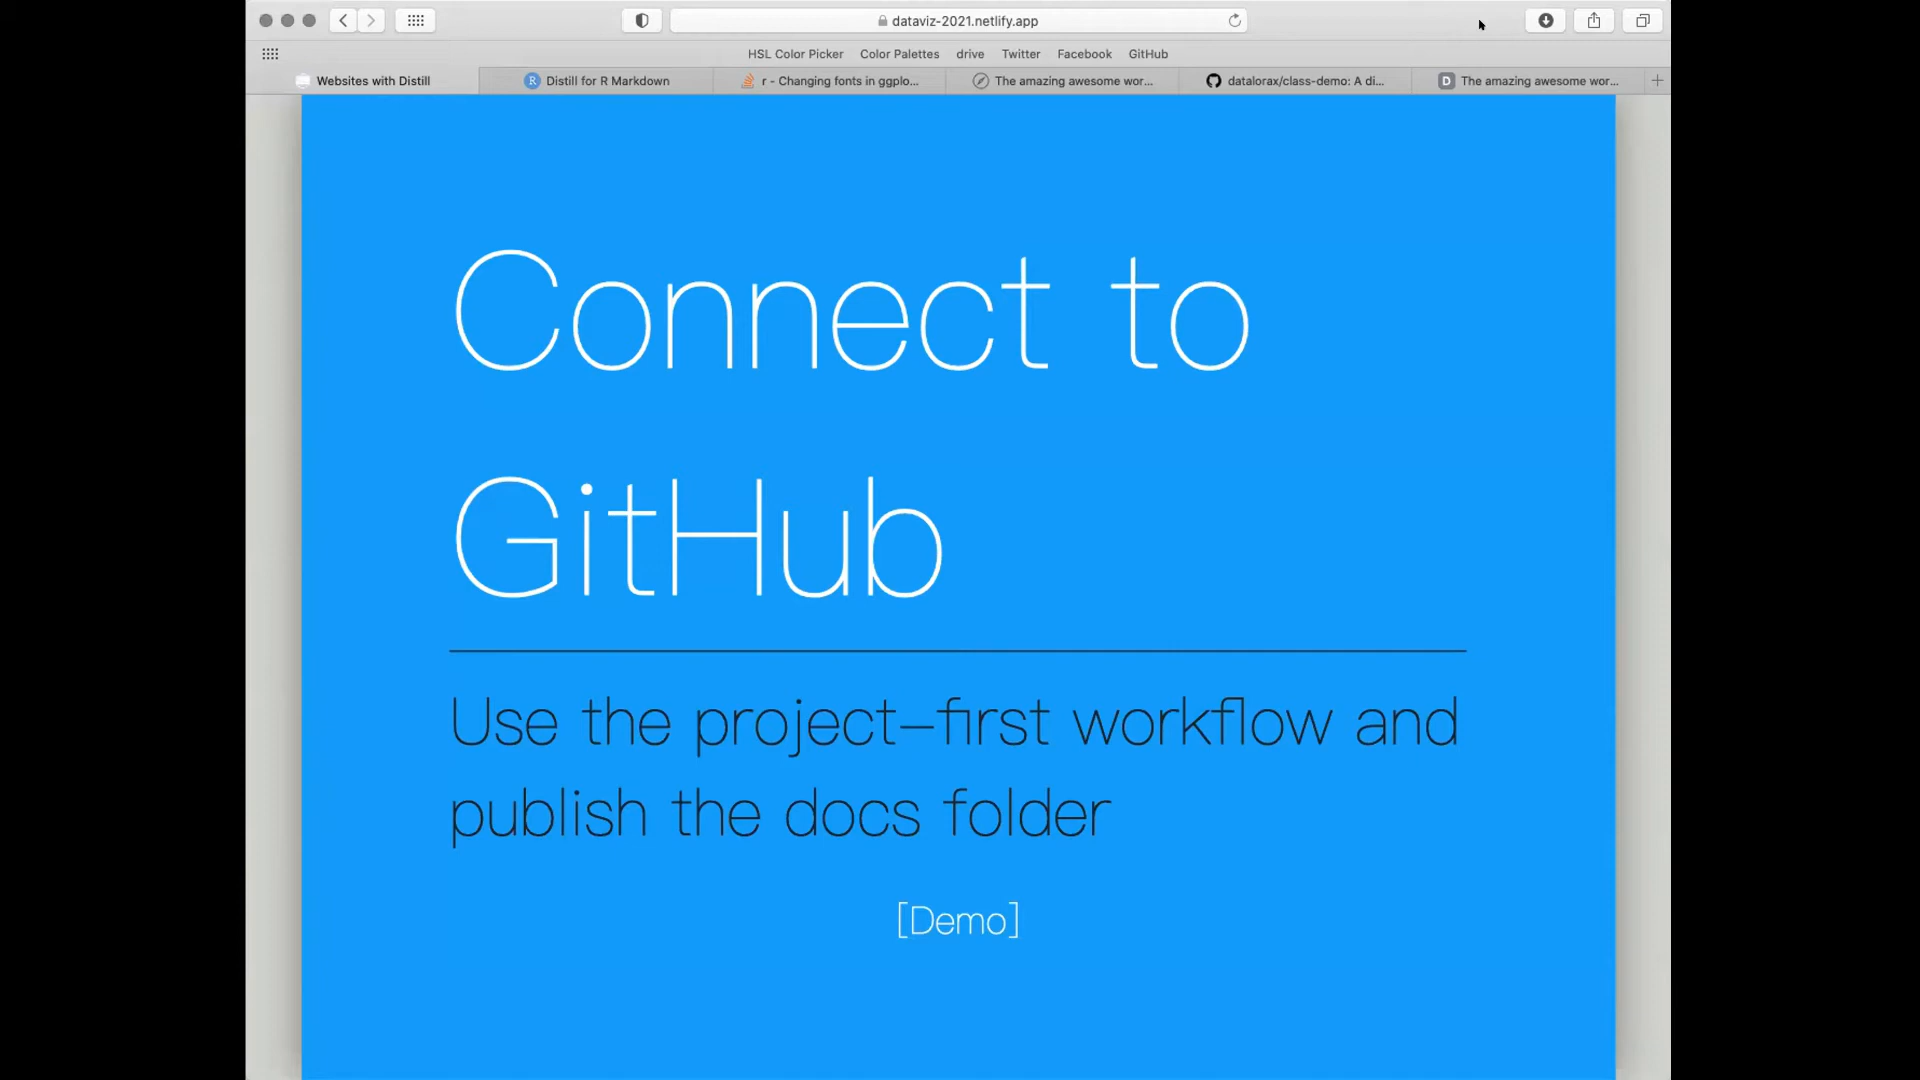 dataviz-2021.netlify.app
HSL Color Picker Color Palettes drive Twitter Facebook GitHub
Websites with Distill Distill for R Markdown r - Changing fonts in ggplo... The amazing awesome wor... datalorax/class-demo: A di... D The amazing awesome wor...
Connect to
GitHub
Use the project-first workflow and
publish the docs folder
[Demo]